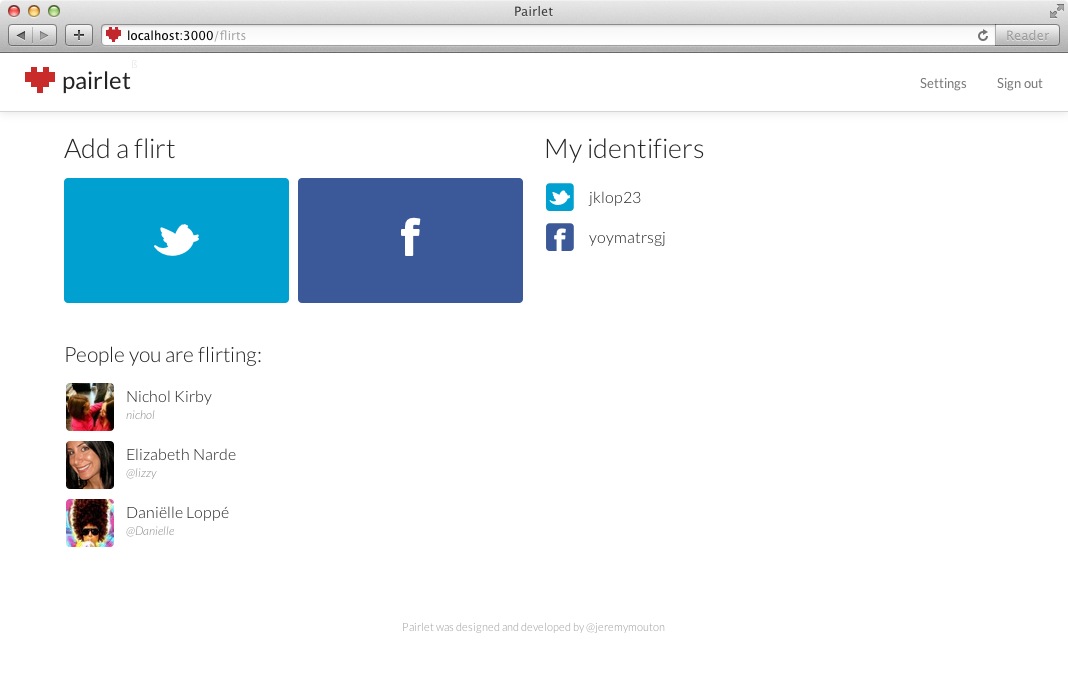 Pairlet
localhost:3000/flirts
Reader
pairlet
Settings
Sign out
Add a flirt
My identifiers
jklop23
yoymatrsgj
People you are flirting:
Nichol Kirby
nichol
Elizabeth Narde
@lizzy
Daniëlle Loppé
@Danielle
Pairlet was designed and developed by @jeremymouton